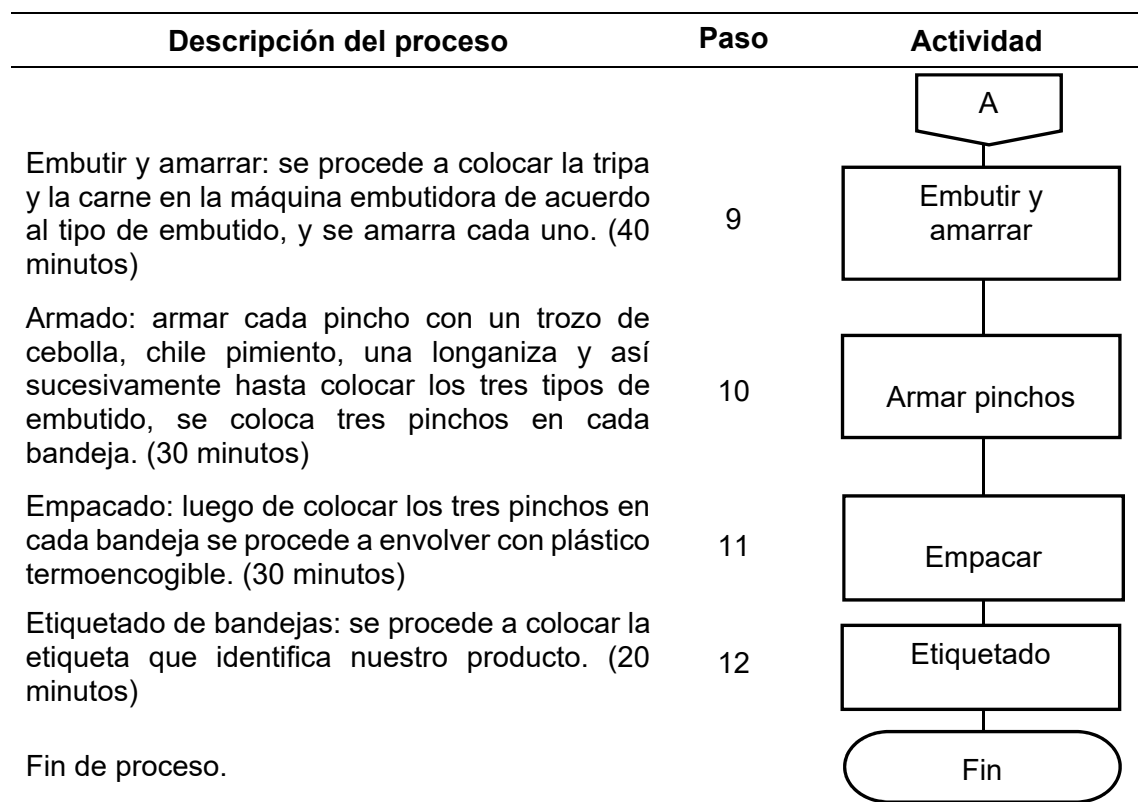 Descripción del proceso Paso Actividad
A
Embutir y amarrar: se procede a colocar la tripa
y la carne en la máquina embutidora de acuerdo
al tipo de embutido, y se amarra cada uno. (40
minutos)
9
Embutir y
amarrar
Armado: armar cada pincho con un trozo de
cebolla, chile pimiento, una longaniza y así
sucesivamente hasta colocar los tres tipos de
embutido, se coloca tres pinchos en cada
bandeja. (30 minutos)
10
Armar pinchos
Empacado: luego de colocar los tres pinchos en
cada bandeja se procede a envolver con plástico
termoencogible. (30 minutos)
11
Empacar
Etiquetado de bandejas: se procede a colocar la
etiqueta que identifica nuestro producto. (20
minutos)
12
Etiquetado
Fin de proceso.
Fin